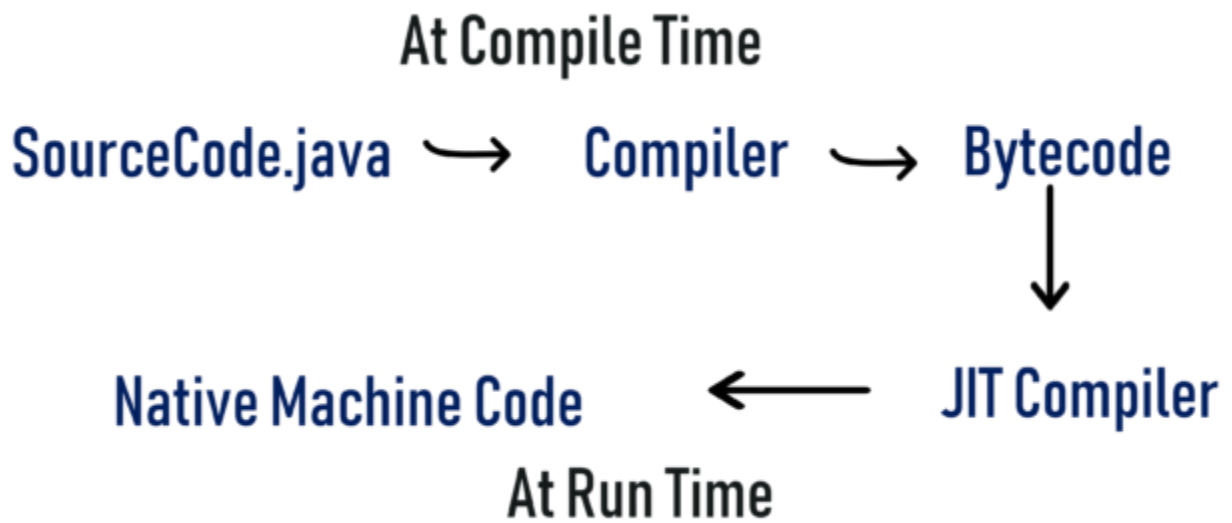 At Compile Time
SourceCode.java Compiler Bytecode
Native Machine Code JIT Compiler
At Run Time